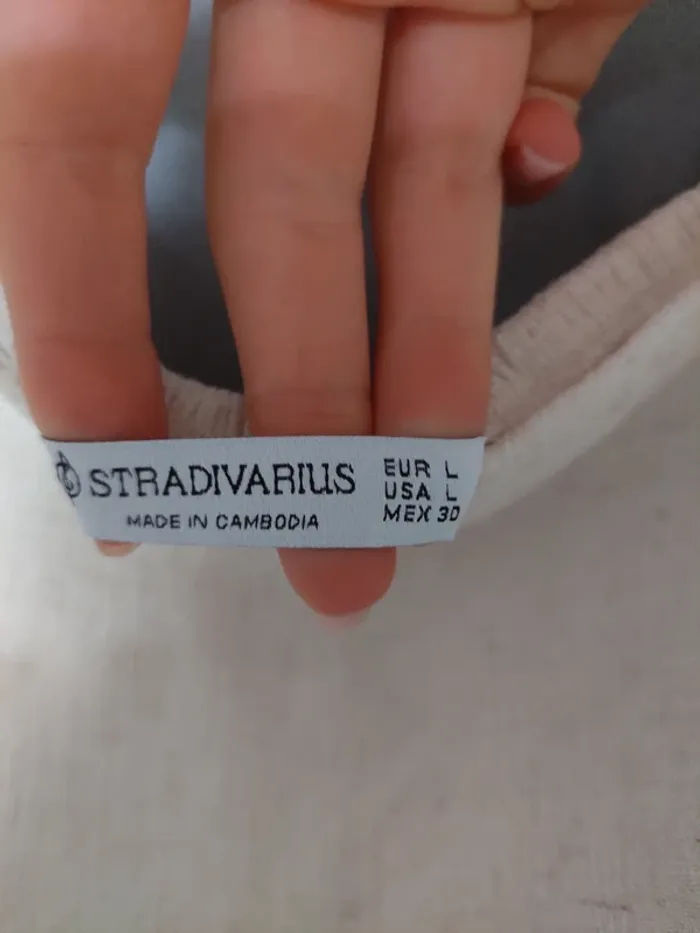 STRADIVARIUS
MADE IN CAMBODIA
EUR L
USA L
MEX 30